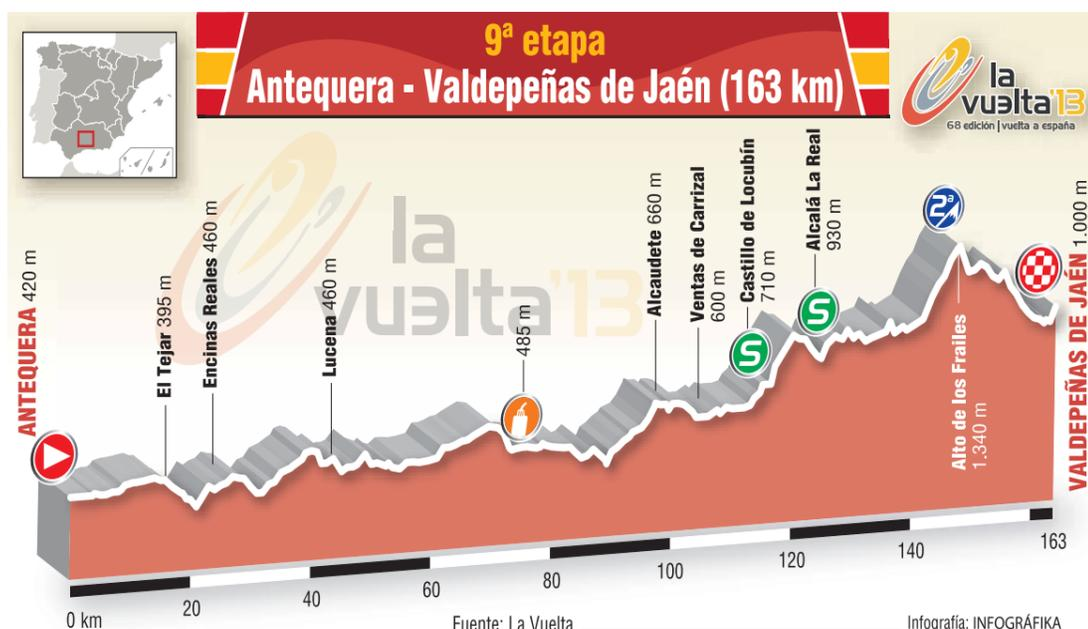 9ª etapa
Antequera - Valdepeñas de Jaén (163 km)
la
vuelta'13
68 edición | vuelta a españa
la
vuelta'13
ANTEQUERA 420 m
El Tejar 395 m
Encinas Reales 460 m
Lucena 460 m
485 m
Alcaudete 660 m
Ventas de Carrizal
600 m
Castillo de Locubín
710 m
S
Alcalá La Real
930 m
S
2ª
Alto de los Frailes
1.340 m
VALDEPEÑAS DE JAÉN 1.000 m
0 km
20
40
60
80
100
120
140
163
Fuente: La Vuelta
Infografía: INFOGRÁFIKA